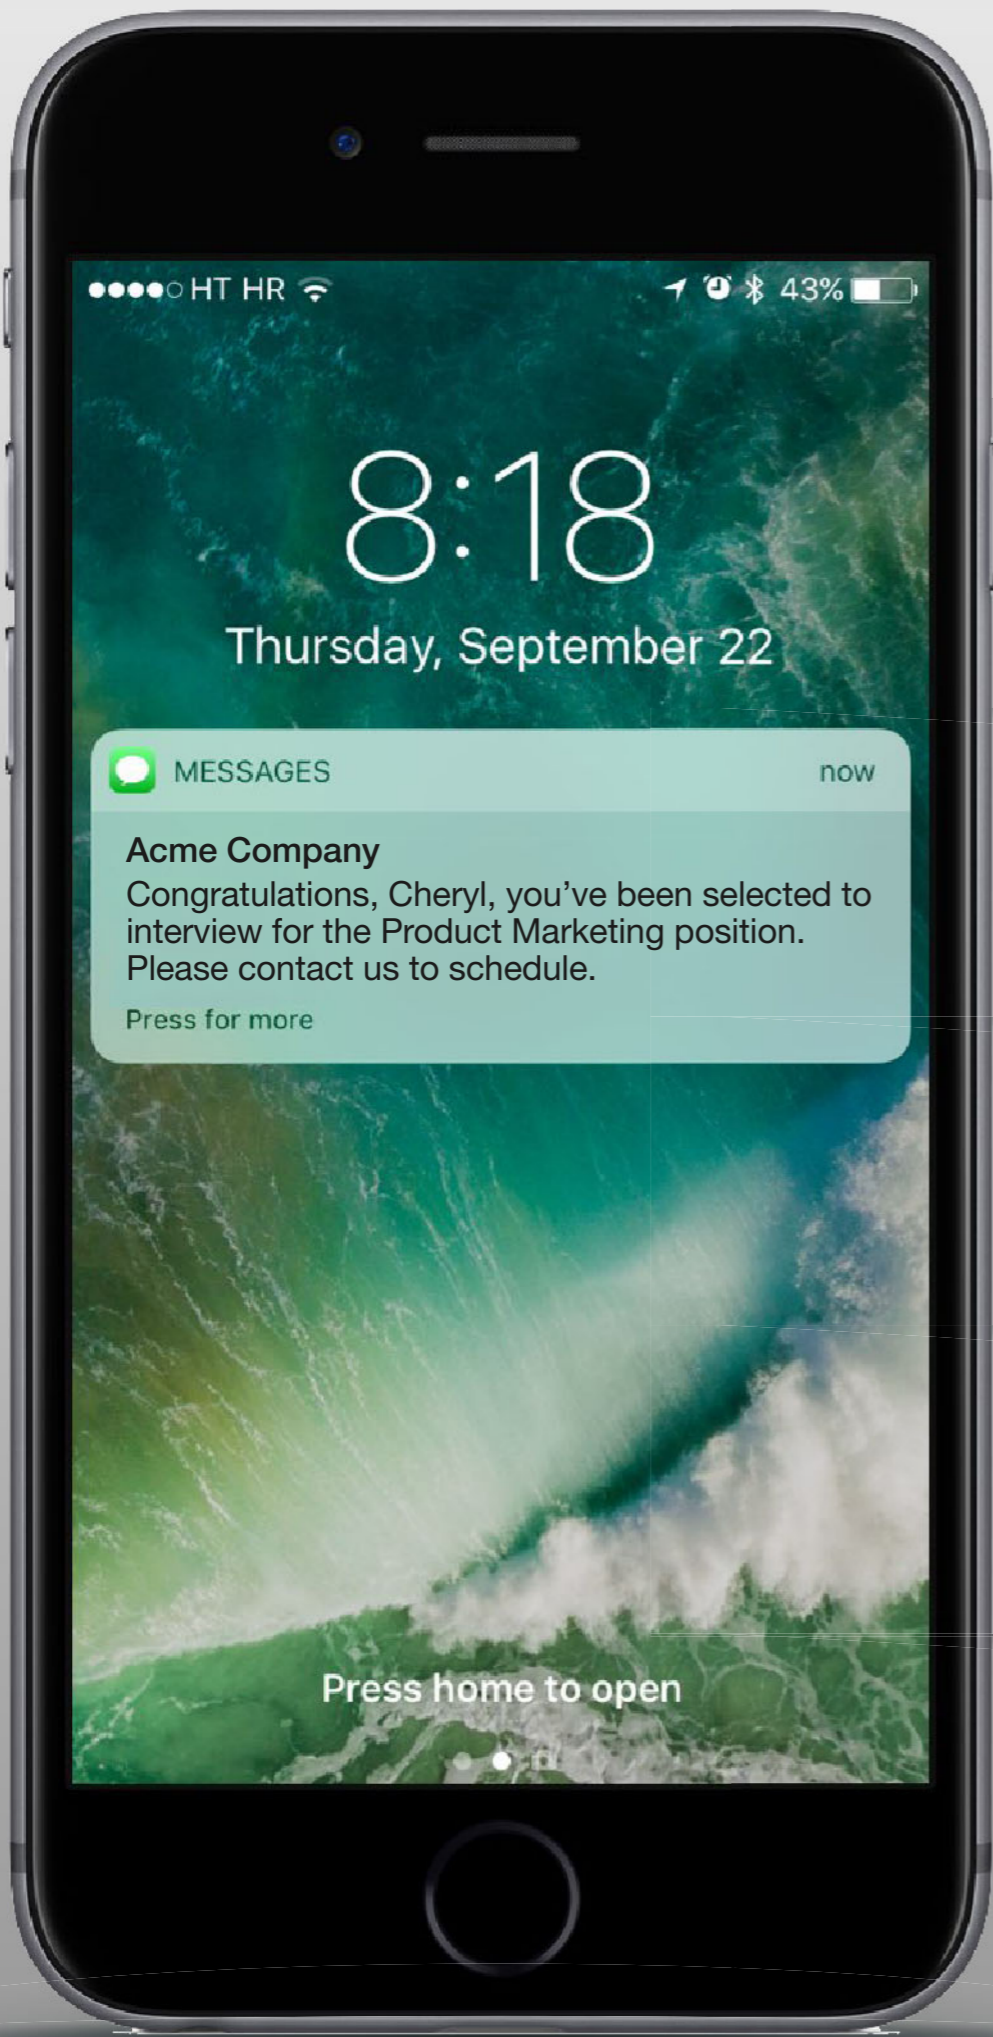 HT HR 43%
8:18
Thursday, September 22
MESSAGES now
Acme Company
Congratulations, Cheryl, you’ve been selected to
interview for the Product Marketing position.
Please contact us to schedule.
Press for more
Press home to open